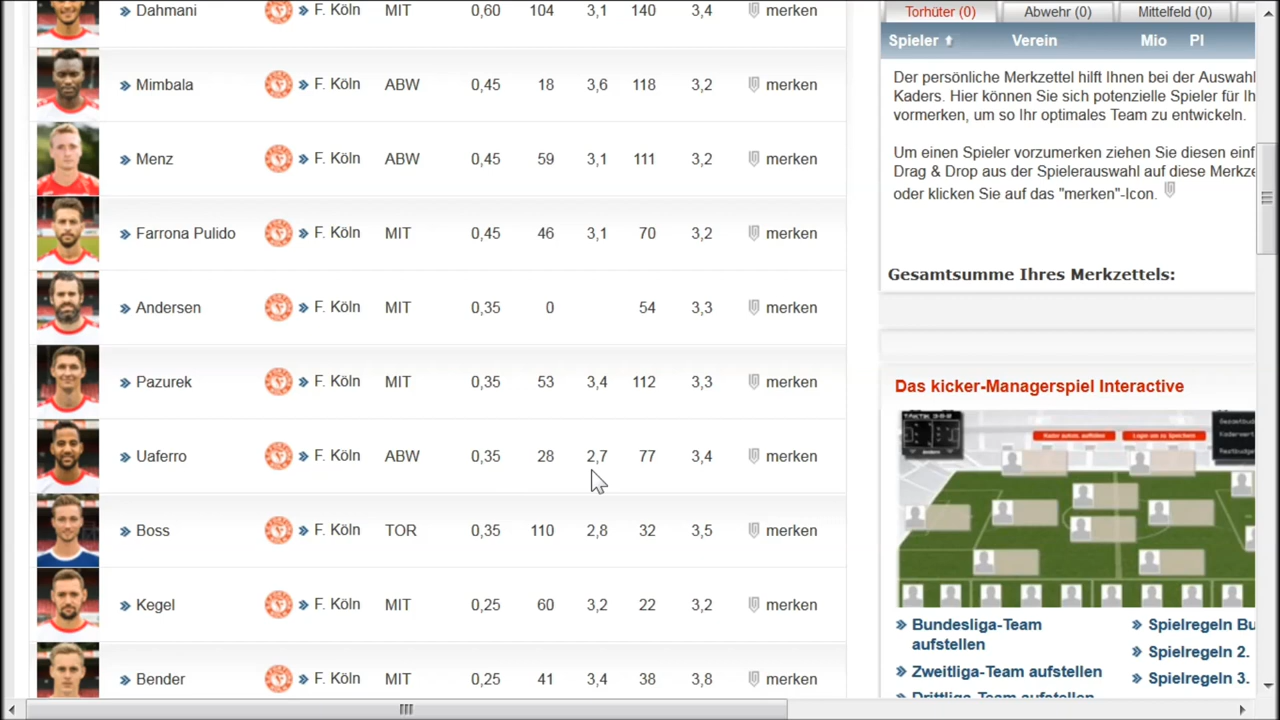 Dahmani F. Köln MIT 0,60 104 3,1 140 3,4 merken
Mimbala F. Köln ABW 0,45 18 3,6 118 3,2 merken
Menz F. Köln ABW 0,45 59 3,1 111 3,2 merken
Farrona Pulido F. Köln MIT 0,45 46 3,1 70 3,2 merken
Andersen F. Köln MIT 0,35 0 54 3,3 merken
Pazurek F. Köln MIT 0,35 53 3,4 112 3,3 merken
Uaferro F. Köln ABW 0,35 28 2,7 77 3,4 merken
Boss F. Köln TOR 0,35 110 2,8 32 3,5 merken
Kegel F. Köln MIT 0,25 60 3,2 22 3,2 merken
Bender F. Köln MIT 0,25 41 3,4 38 3,8 merken
Torhüter (0) Abwehr (0) Mittelfeld (0)
Spieler Verein Mio Pl
Der persönliche Merkzettel hilft Ihnen bei der Auswahl
Kaders. Hier können Sie sich potenzielle Spieler für Ih
vormerken, um so Ihr optimales Team zu entwickeln.
Um einen Spieler vorzumerken ziehen Sie diesen einf
Drag & Drop aus der Spielerauswahl auf diese Merkze
oder klicken Sie auf das "merken"-Icon.
Gesamtsumme Ihres Merkzettels:
Das kicker-Managerspiel Interactive
Bundesliga-Team
aufstellen
Zweitliga-Team aufstellen
Drittliga-Team aufstellen
Spielregeln Bu
Spielregeln 2.
Spielregeln 3.